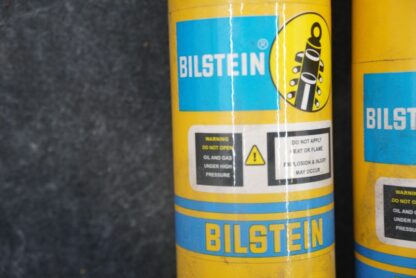 BILSTEIN®
WARNING
DO NOT OPEN
OIL AND GAS
UNDER HIGH
PRESSURE
DO NOT APPLY
HEAT OR FLAME
EXPLOSION & INJURY
MAY OCCUR
BILSTEIN
BILST
WARNING
DO NOT O
OIL AND G
UNDER H
PRESSU